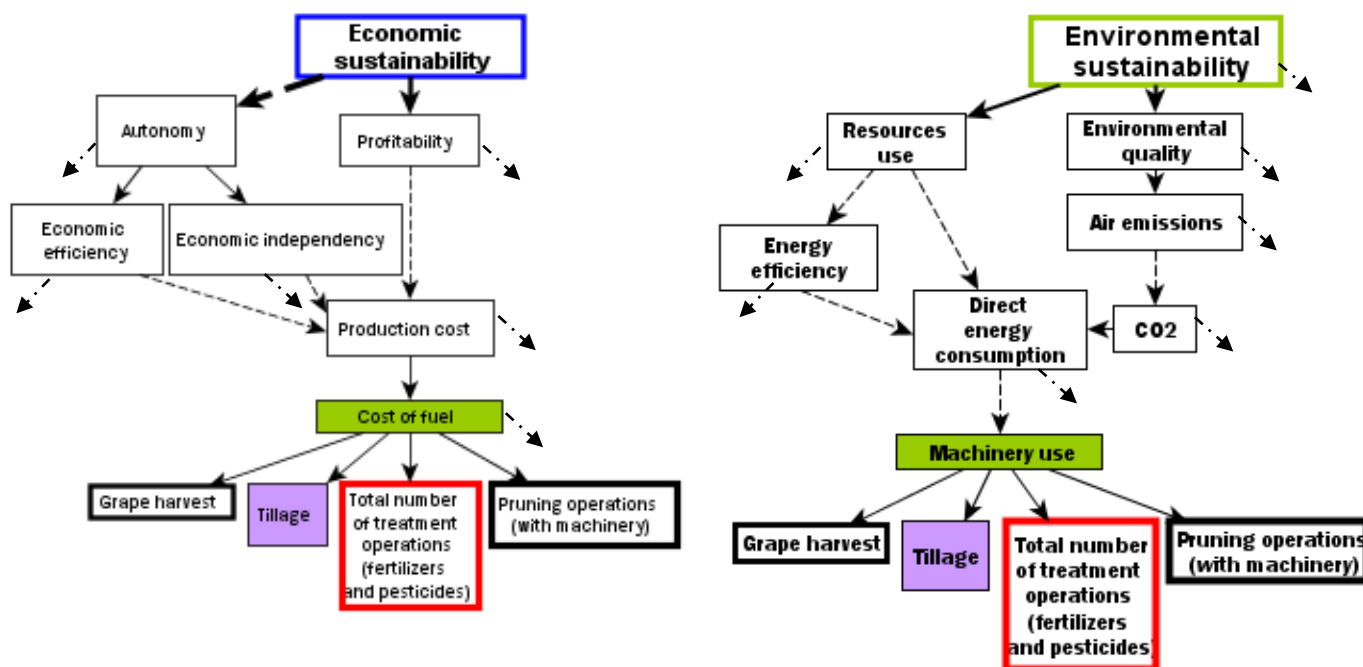 Economic
sustainability
Autonomy
Profitability
Economic
efficiency
Economic independency
Production cost
Cost of fuel
Grape harvest
Tillage
Total number
of treatment
operations
(fertilizers
and pesticides)
Pruning operations
(with machinery)
Environmental
sustainability
Resources
use
Environmental
quality
Air emissions
Energy
efficiency
Direct
energy
consumption
CO2
Machinery use
Grape harvest
Tillage
Total number
of treatment
operations
(fertilizers
and pesticides)
Pruning operations
(with machinery)